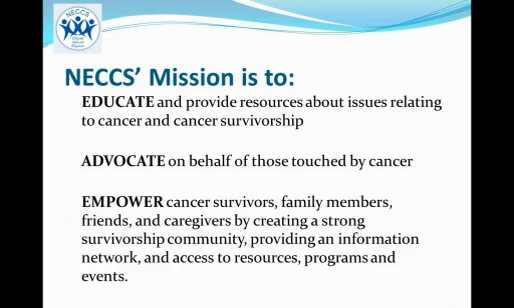 NECCS
NECCS' Mission is to:
EDUCATE and provide resources about issues relating
to cancer and cancer survivorship
ADVOCATE on behalf of those touched by cancer
EMPOWER cancer survivors, family members,
friends, and caregivers by creating a strong
survivorship community, providing an information
network, and access to resources, programs and
events.